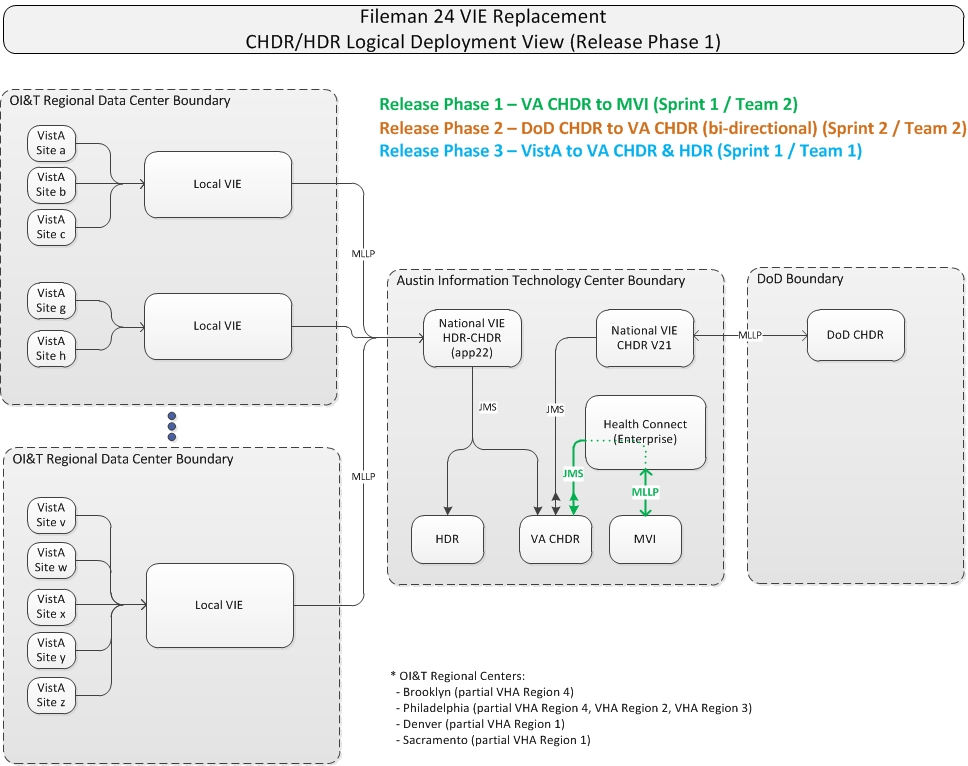 Fileman 24 VIE Replacement
CHDR/HDR Logical Deployment View (Release Phase 1)
OI&T Regional Data Center Boundary
VistA
Site a
VistA
Site b
VistA
Site c
Local VIE
VistA
Site g
VistA
Site h
Local VIE
OI&T Regional Data Center Boundary
VistA
Site v
VistA
Site w
VistA
Site x
VistA
Site y
VistA
Site z
Local VIE
MLLP
MLLP
Release Phase 1 – VA CHDR to MVI (Sprint 1 / Team 2)
Release Phase 2 – DoD CHDR to VA CHDR (bi-directional) (Sprint 2 / Team 2)
Release Phase 3 – VistA to VA CHDR & HDR (Sprint 1 / Team 1)
Austin Information Technology Center Boundary
National VIE
HDR-CHDR
(app22)
National VIE
CHDR V21
JMS
JMS
Health Connect
(Enterprise)
JMS
MLLP
HDR
VA CHDR
MVI
MLLP
DoD Boundary
DoD CHDR
* OI&T Regional Centers:
- Brooklyn (partial VHA Region 4)
- Philadelphia (partial VHA Region 4, VHA Region 2, VHA Region 3)
- Denver (partial VHA Region 1)
- Sacramento (partial VHA Region 1)